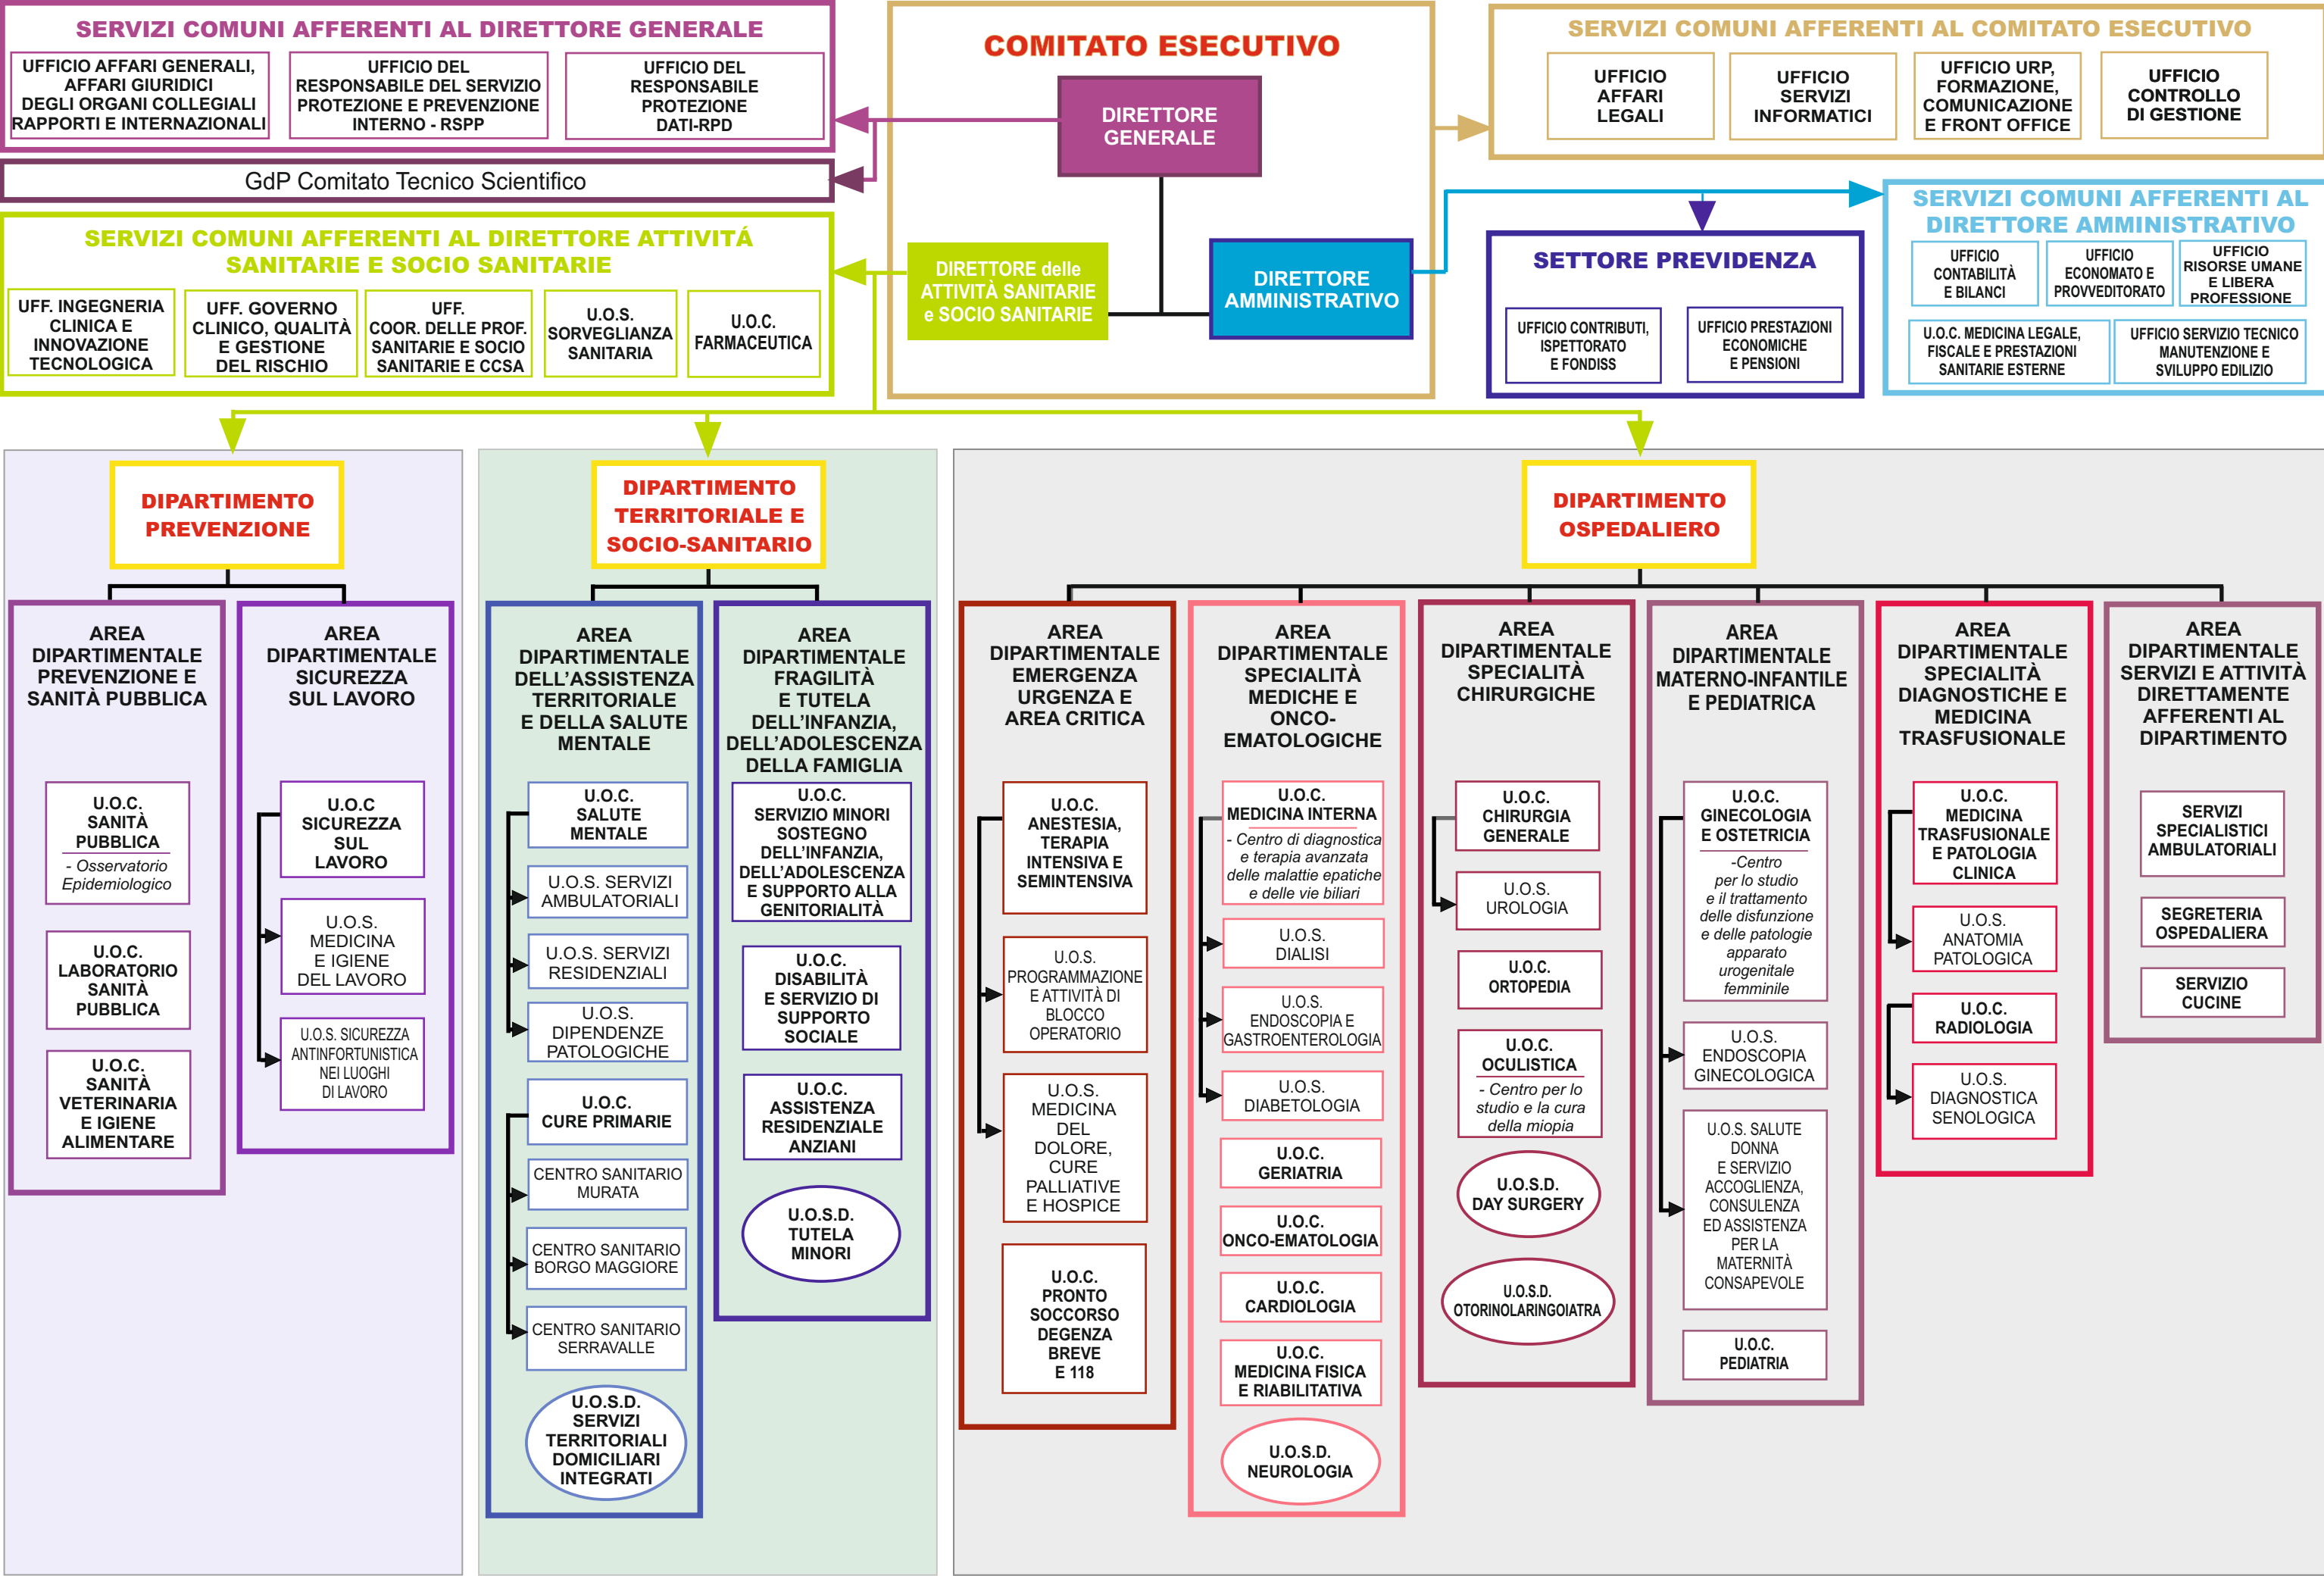 SERVIZI COMUNI AFFERENTI AL DIRETTORE GENERALE
UFFICIO AFFARI GENERALI,
AFFARI GIURIDICI
DEGLI ORGANI COLLEGIALI
RAPPORTI E INTERNAZIONALI
UFFICIO DEL
RESPONSABILE DEL SERVIZIO
PROTEZIONE E PREVENZIONE
INTERNO - RSPP
UFFICIO DEL
RESPONSABILE
PROTEZIONE
DATI-RPD
GdP Comitato Tecnico Scientifico
COMITATO ESECUTIVO
DIRETTORE
GENERALE
DIRETTORE delle
ATTIVITÀ SANITARIE
e SOCIO SANITARIE
DIRETTORE
AMMINISTRATIVO
SERVIZI COMUNI AFFERENTI AL COMITATO ESECUTIVO
UFFICIO
AFFARI
LEGALI
UFFICIO
SERVIZI
INFORMATICI
UFFICIO URP,
FORMAZIONE,
COMUNICAZIONE
E FRONT OFFICE
UFFICIO
CONTROLLO
DI GESTIONE
SERVIZI COMUNI AFFERENTI AL DIRETTORE ATTIVITÁ
SANITARIE E SOCIO SANITARIE
UFF. INGEGNERIA
CLINICA E
INNOVAZIONE
TECNOLOGICA
UFF. GOVERNO
CLINICO, QUALITÀ
E GESTIONE
DEL RISCHIO
UFF.
COOR. DELLE PROF.
SANITARIE E SOCIO
SANITARIE E CCSA
U.O.S.
SORVEGLIANZA
SANITARIA
U.O.C.
FARMACEUTICA
SETTORE PREVIDENZA
UFFICIO CONTRIBUTI,
ISPETTORATO
E FONDISS
UFFICIO PRESTAZIONI
ECONOMICHE
E PENSIONI
SERVIZI COMUNI AFFERENTI AL
DIRETTORE AMMINISTRATIVO
UFFICIO
CONTABILITÀ
E BILANCI
UFFICIO
ECONOMATO E
PROVVEDITORATO
UFFICIO
RISORSE UMANE
E LIBERA
PROFESSIONE
U.O.C. MEDICINA LEGALE,
FISCALE E PRESTAZIONI
SANITARIE ESTERNE
UFFICIO SERVIZIO TECNICO
MANUTENZIONE E
SVILUPPO EDILIZIO
DIPARTIMENTO
PREVENZIONE
AREA
DIPARTIMENTALE
PREVENZIONE E
SANITÀ PUBBLICA
U.O.C.
SANITÀ
PUBBLICA
- Osservatorio
Epidemiologico
U.O.C.
LABORATORIO
SANITÀ
PUBBLICA
U.O.C.
SANITÀ
VETERINARIA
E IGIENE
ALIMENTARE
AREA
DIPARTIMENTALE
SICUREZZA
SUL LAVORO
U.O.C
SICUREZZA
SUL
LAVORO
U.O.S.
MEDICINA
E IGIENE
DEL LAVORO
U.O.S. SICUREZZA
ANTINFORTUNISTICA
NEI LUOGHI
DI LAVORO
DIPARTIMENTO
TERRITORIALE E
SOCIO-SANITARIO
AREA
DIPARTIMENTALE
DELL'ASSISTENZA
TERRITORIALE
E DELLA SALUTE
MENTALE
U.O.C.
SALUTE
MENTALE
U.O.S. SERVIZI
AMBULATORIALI
U.O.S. SERVIZI
RESIDENZIALI
U.O.S.
DIPENDENZE
PATOLOGICHE
U.O.C.
CURE PRIMARIE
CENTRO SANITARIO
MURATA
CENTRO SANITARIO
BORGO MAGGIORE
CENTRO SANITARIO
SERRAVALLE
U.O.S.D.
SERVIZI
TERRITORIALI
DOMICILIARI
INTEGRATI
AREA
DIPARTIMENTALE
FRAGILITÀ
E TUTELA
DELL'INFANZIA,
DELL'ADOLESCENZA
DELLA FAMIGLIA
U.O.C.
SERVIZIO MINORI
SOSTEGNO
DELL'INFANZIA,
DELL'ADOLESCENZA
E SUPPORTO ALLA
GENITORIALITÀ
U.O.C.
DISABILITÀ
E SERVIZIO DI
SUPPORTO
SOCIALE
U.O.C.
ASSISTENZA
RESIDENZIALE
ANZIANI
U.O.S.D.
TUTELA
MINORI
DIPARTIMENTO
OSPEDALIERO
AREA
DIPARTIMENTALE
EMERGENZA
URGENZA E
AREA CRITICA
U.O.C.
ANESTESIA,
TERAPIA
INTENSIVA E
SEMINTENSIVA
U.O.S.
PROGRAMMAZIONE
E ATTIVITÀ DI
BLOCCO
OPERATORIO
U.O.S.
MEDICINA
DEL
DOLORE,
CURE
PALLIATIVE
E HOSPICE
U.O.C.
PRONTO
SOCCORSO
DEGENZA
BREVE
E 118
AREA
DIPARTIMENTALE
SPECIALITÀ
MEDICHE E
ONCO-
EMATOLOGICHE
U.O.C.
MEDICINA INTERNA
- Centro di diagnostica
e terapia avanzata
delle malattie epatiche
e delle vie biliari
U.O.S.
DIALISI
U.O.S.
ENDOSCOPIA E
GASTROENTEROLOGIA
U.O.S.
DIABETOLOGIA
U.O.C.
GERIATRIA
U.O.C.
ONCO-EMATOLOGIA
U.O.C.
CARDIOLOGIA
U.O.C.
MEDICINA FISICA
E RIABILITATIVA
U.O.S.D.
NEUROLOGIA
AREA
DIPARTIMENTALE
SPECIALITÀ
CHIRURGICHE
U.O.C.
CHIRURGIA
GENERALE
U.O.S.
UROLOGIA
U.O.C.
ORTOPEDIA
U.O.C.
OCULISTICA
- Centro per lo
studio e la cura
della miopia
U.O.S.D.
DAY SURGERY
U.O.S.D.
OTORINOLARINGOIATRA
AREA
DIPARTIMENTALE
MATERNO-INFANTILE
E PEDIATRICA
U.O.C.
GINECOLOGIA
E OSTETRICIA
-Centro
per lo studio
e il trattamento
delle disfunzione
e delle patologie
apparato
urogenitale
femminile
U.O.S.
ENDOSCOPIA
GINECOLOGICA
U.O.S. SALUTE
DONNA
E SERVIZIO
ACCOGLIENZA,
CONSULENZA
ED ASSISTENZA
PER LA
MATERNITÀ
CONSAPEVOLE
U.O.C.
PEDIATRIA
AREA
DIPARTIMENTALE
SPECIALITÀ
DIAGNOSTICHE E
MEDICINA
TRASFUSIONALE
U.O.C.
MEDICINA
TRASFUSIONALE
E PATOLOGIA
CLINICA
U.O.S.
ANATOMIA
PATOLOGICA
U.O.C.
RADIOLOGIA
U.O.S.
DIAGNOSTICA
SENOLOGICA
AREA
DIPARTIMENTALE
SERVIZI E ATTIVITÀ
DIRETTAMENTE
AFFERENTI AL
DIPARTIMENTO
SERVIZI
SPECIALISTICI
AMBULATORIALI
SEGRETERIA
OSPEDALIERA
SERVIZIO
CUCINE